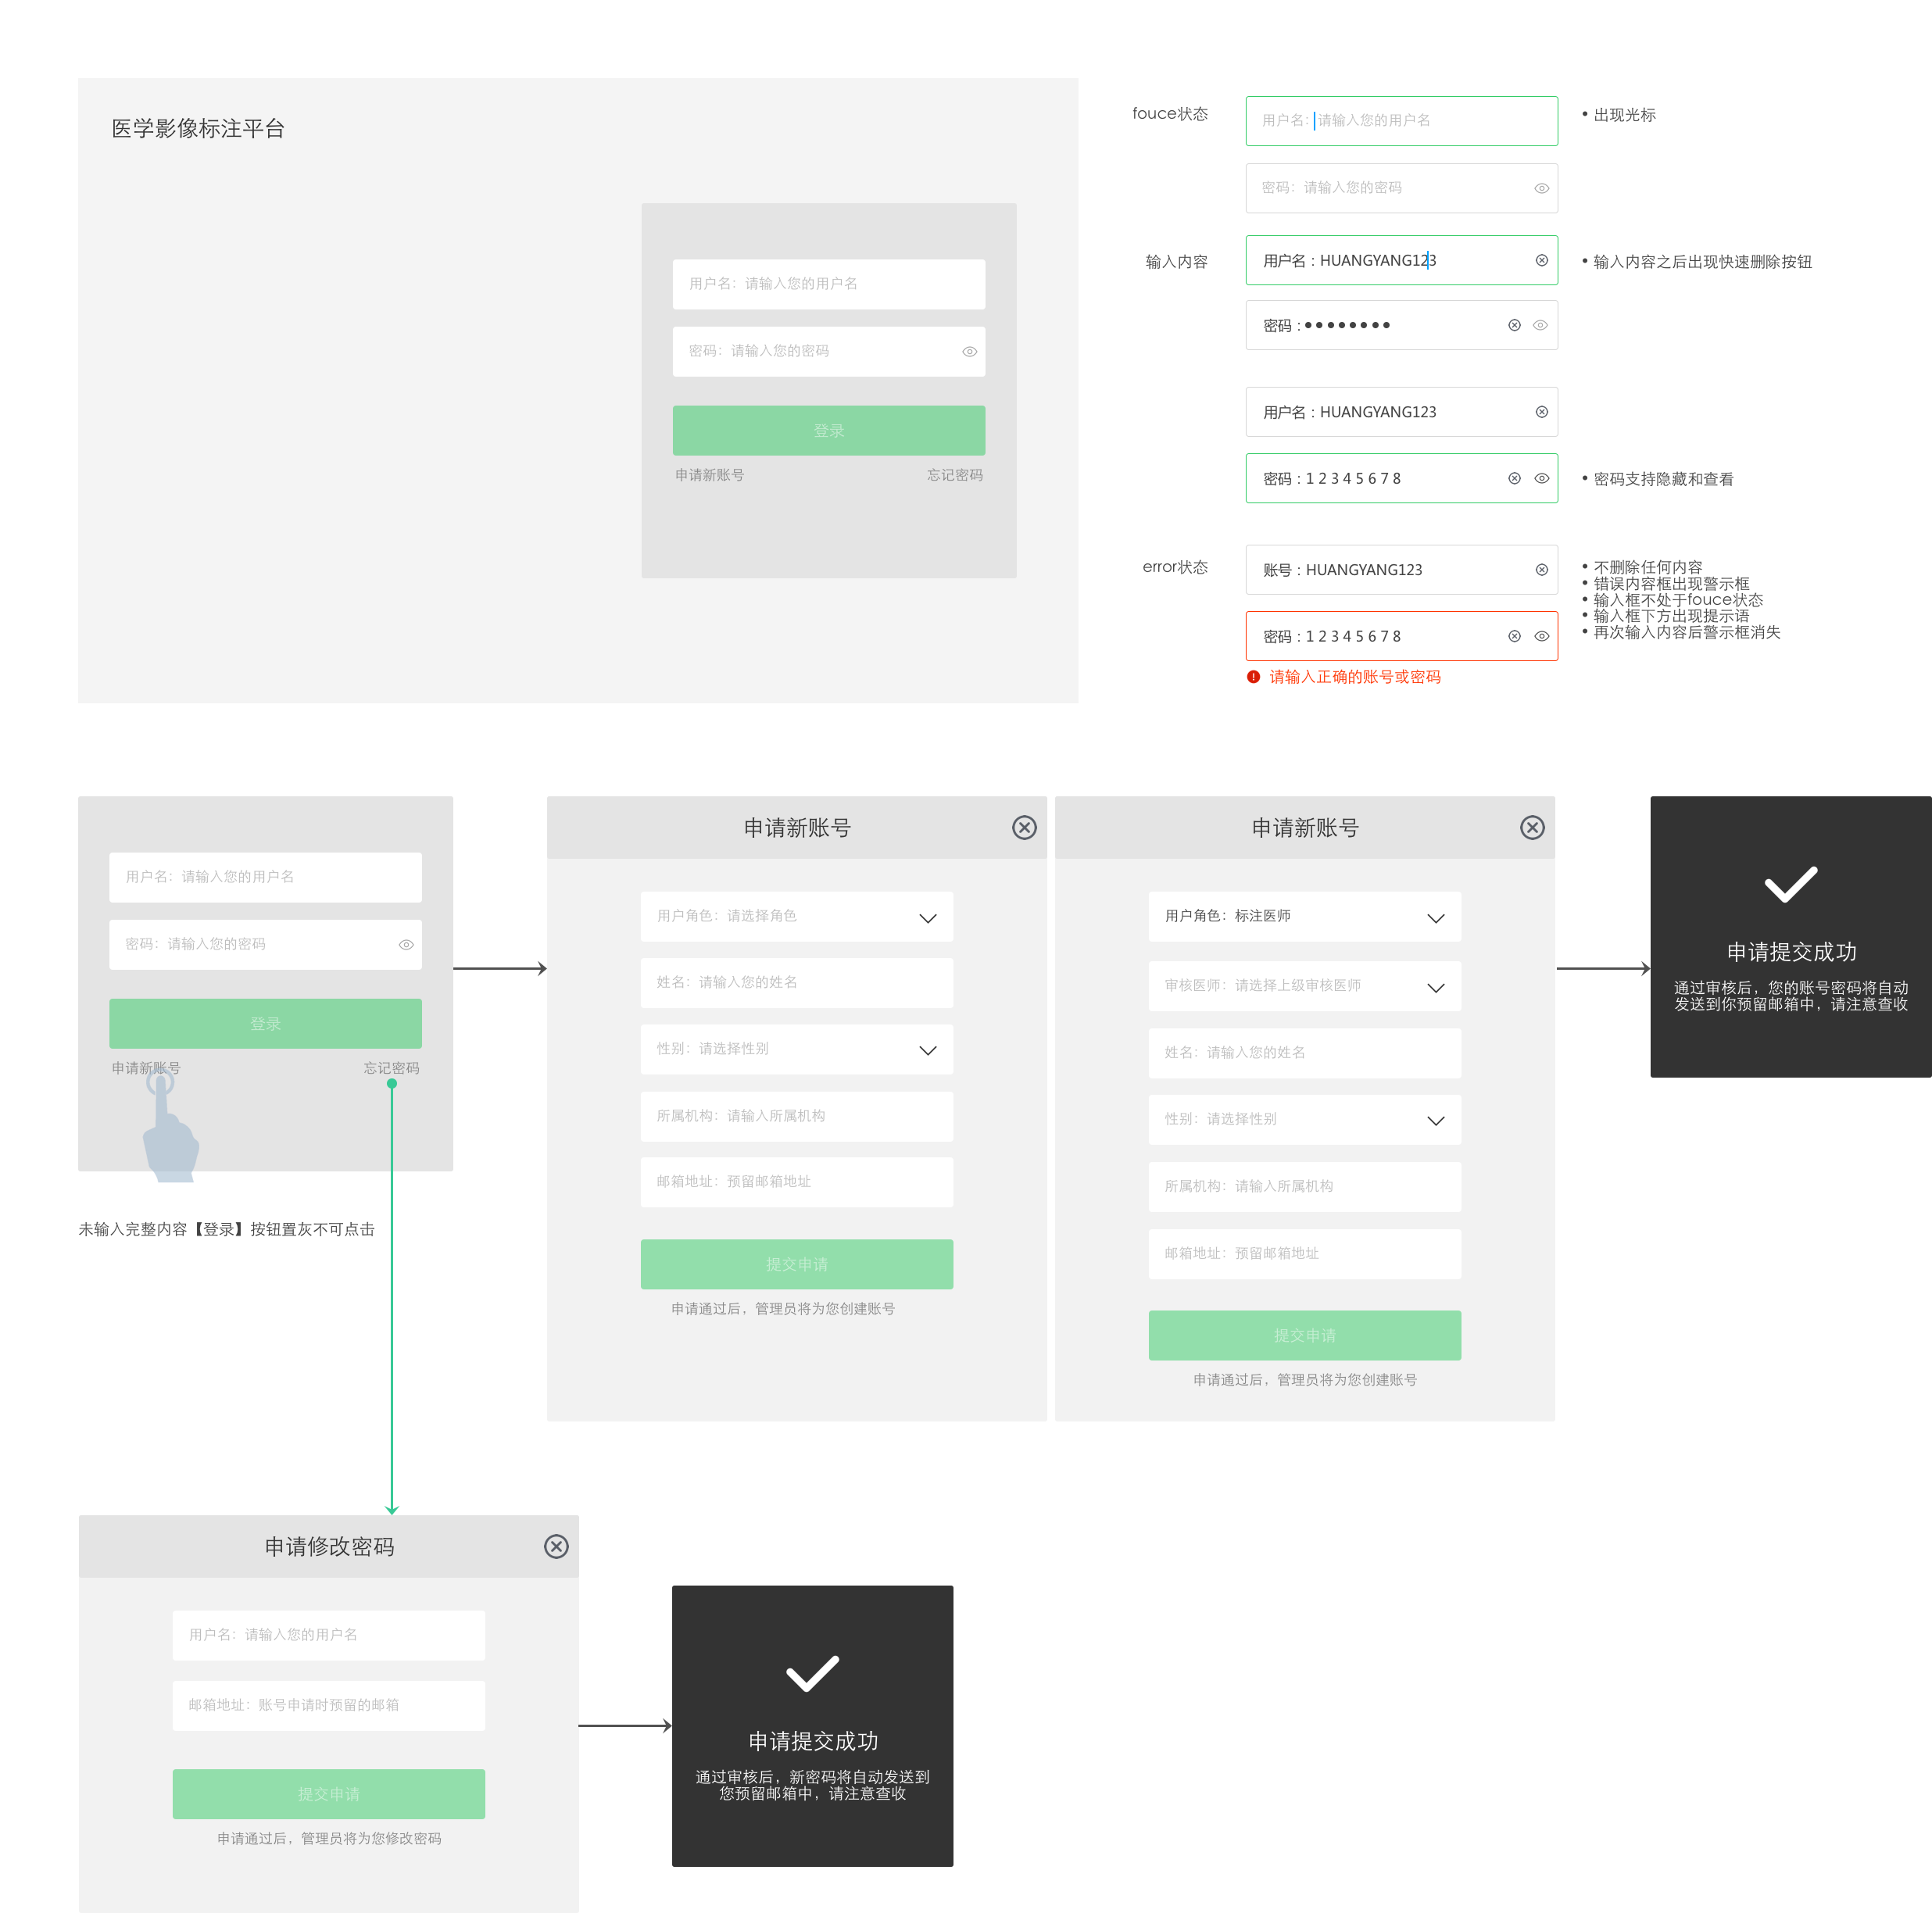 医学影像标注平台
用户名：请输入您的用户名
密码：请输入您的密码
登录
申请新账号
忘记密码
fouce状态
用户名：请输入您的用户名
• 出现光标
密码：请输入您的密码
输入内容
用户名：HUANGYANG123
• 输入内容之后出现快速删除按钮
密码：●●●●●●●●
用户名：HUANGYANG123
密码：1 2 3 4 5 6 7 8
• 密码支持隐藏和查看
error状态
账号：HUANGYANG123
密码：1 2 3 4 5 6 7 8
请输入正确的账号或密码
• 不删除任何内容
• 错误内容框出现警示框
• 输入框不处于fouce状态
• 输入框下方出现提示语
• 再次输入内容后警示框消失
用户名：请输入您的用户名
密码：请输入您的密码
登录
申请新账号
忘记密码
未输入完整内容【登录】按钮置灰不可点击
申请新账号
用户角色：请选择角色
姓名：请输入您的姓名
性别：请选择性别
所属机构：请输入所属机构
邮箱地址：预留邮箱地址
提交申请
申请通过后，管理员将为您创建账号
申请新账号
用户角色：标注医师
审核医师：请选择上级审核医师
姓名：请输入您的姓名
性别：请选择性别
所属机构：请输入所属机构
邮箱地址：预留邮箱地址
提交申请
申请通过后，管理员将为您创建账号
申请提交成功
通过审核后，您的账号密码将自动
发送到你预留邮箱中，请注意查收
申请修改密码
用户名：请输入您的用户名
邮箱地址：账号申请时预留的邮箱
提交申请
申请通过后，管理员将为您修改密码
申请提交成功
通过审核后，新密码将自动发送到
您预留邮箱中，请注意查收